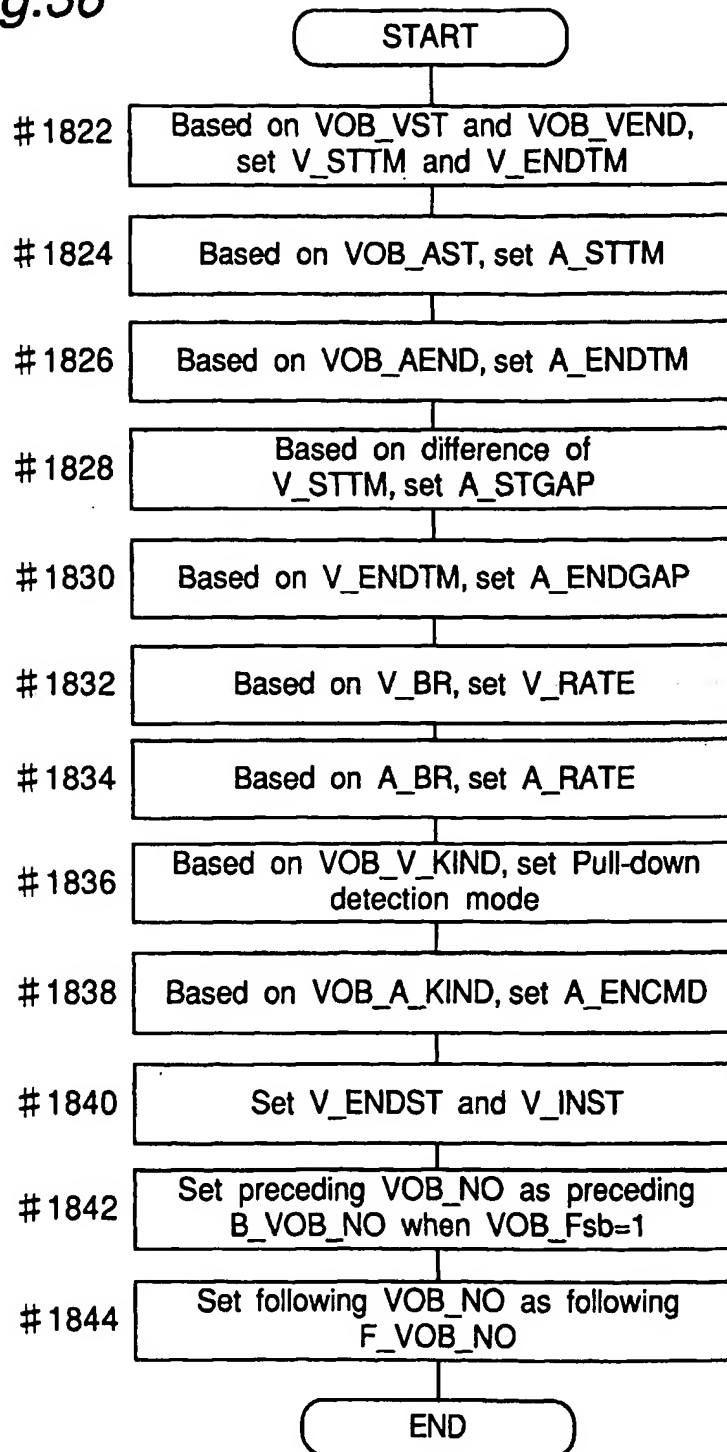 g.38
START
#1822
Based on VOB_VST and VOB_VEND,
set V_STTM and V_ENDTM
#1824
Based on VOB_AST, set A_STTM
#1826
Based on VOB_AEND, set A_ENDTM
#1828
Based on difference of
V_STTM, set A_STGAP
#1830
Based on V_ENDTM, set A_ENDGAP
#1832
Based on V_BR, set V_RATE
#1834
Based on A_BR, set A_RATE
#1836
Based on VOB_V_KIND, set Pull-down
detection mode
#1838
Based on VOB_A_KIND, set A_ENCMD
#1840
Set V_ENDST and V_INST
#1842
Set preceding VOB_NO as preceding
B_VOB_NO when VOB_Fsb=1
#1844
Set following VOB_NO as following
F_VOB_NO
END